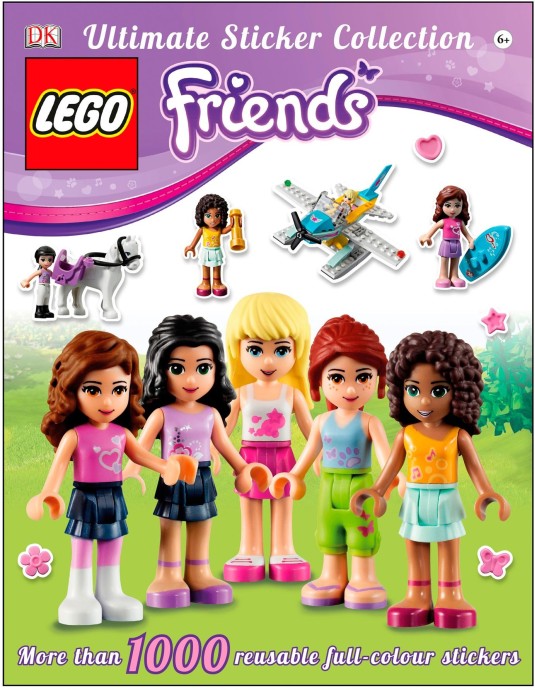 DK
Ultimate Sticker Collection
6+
LEGO
Friends
More than 1000 reusable full-colour stickers